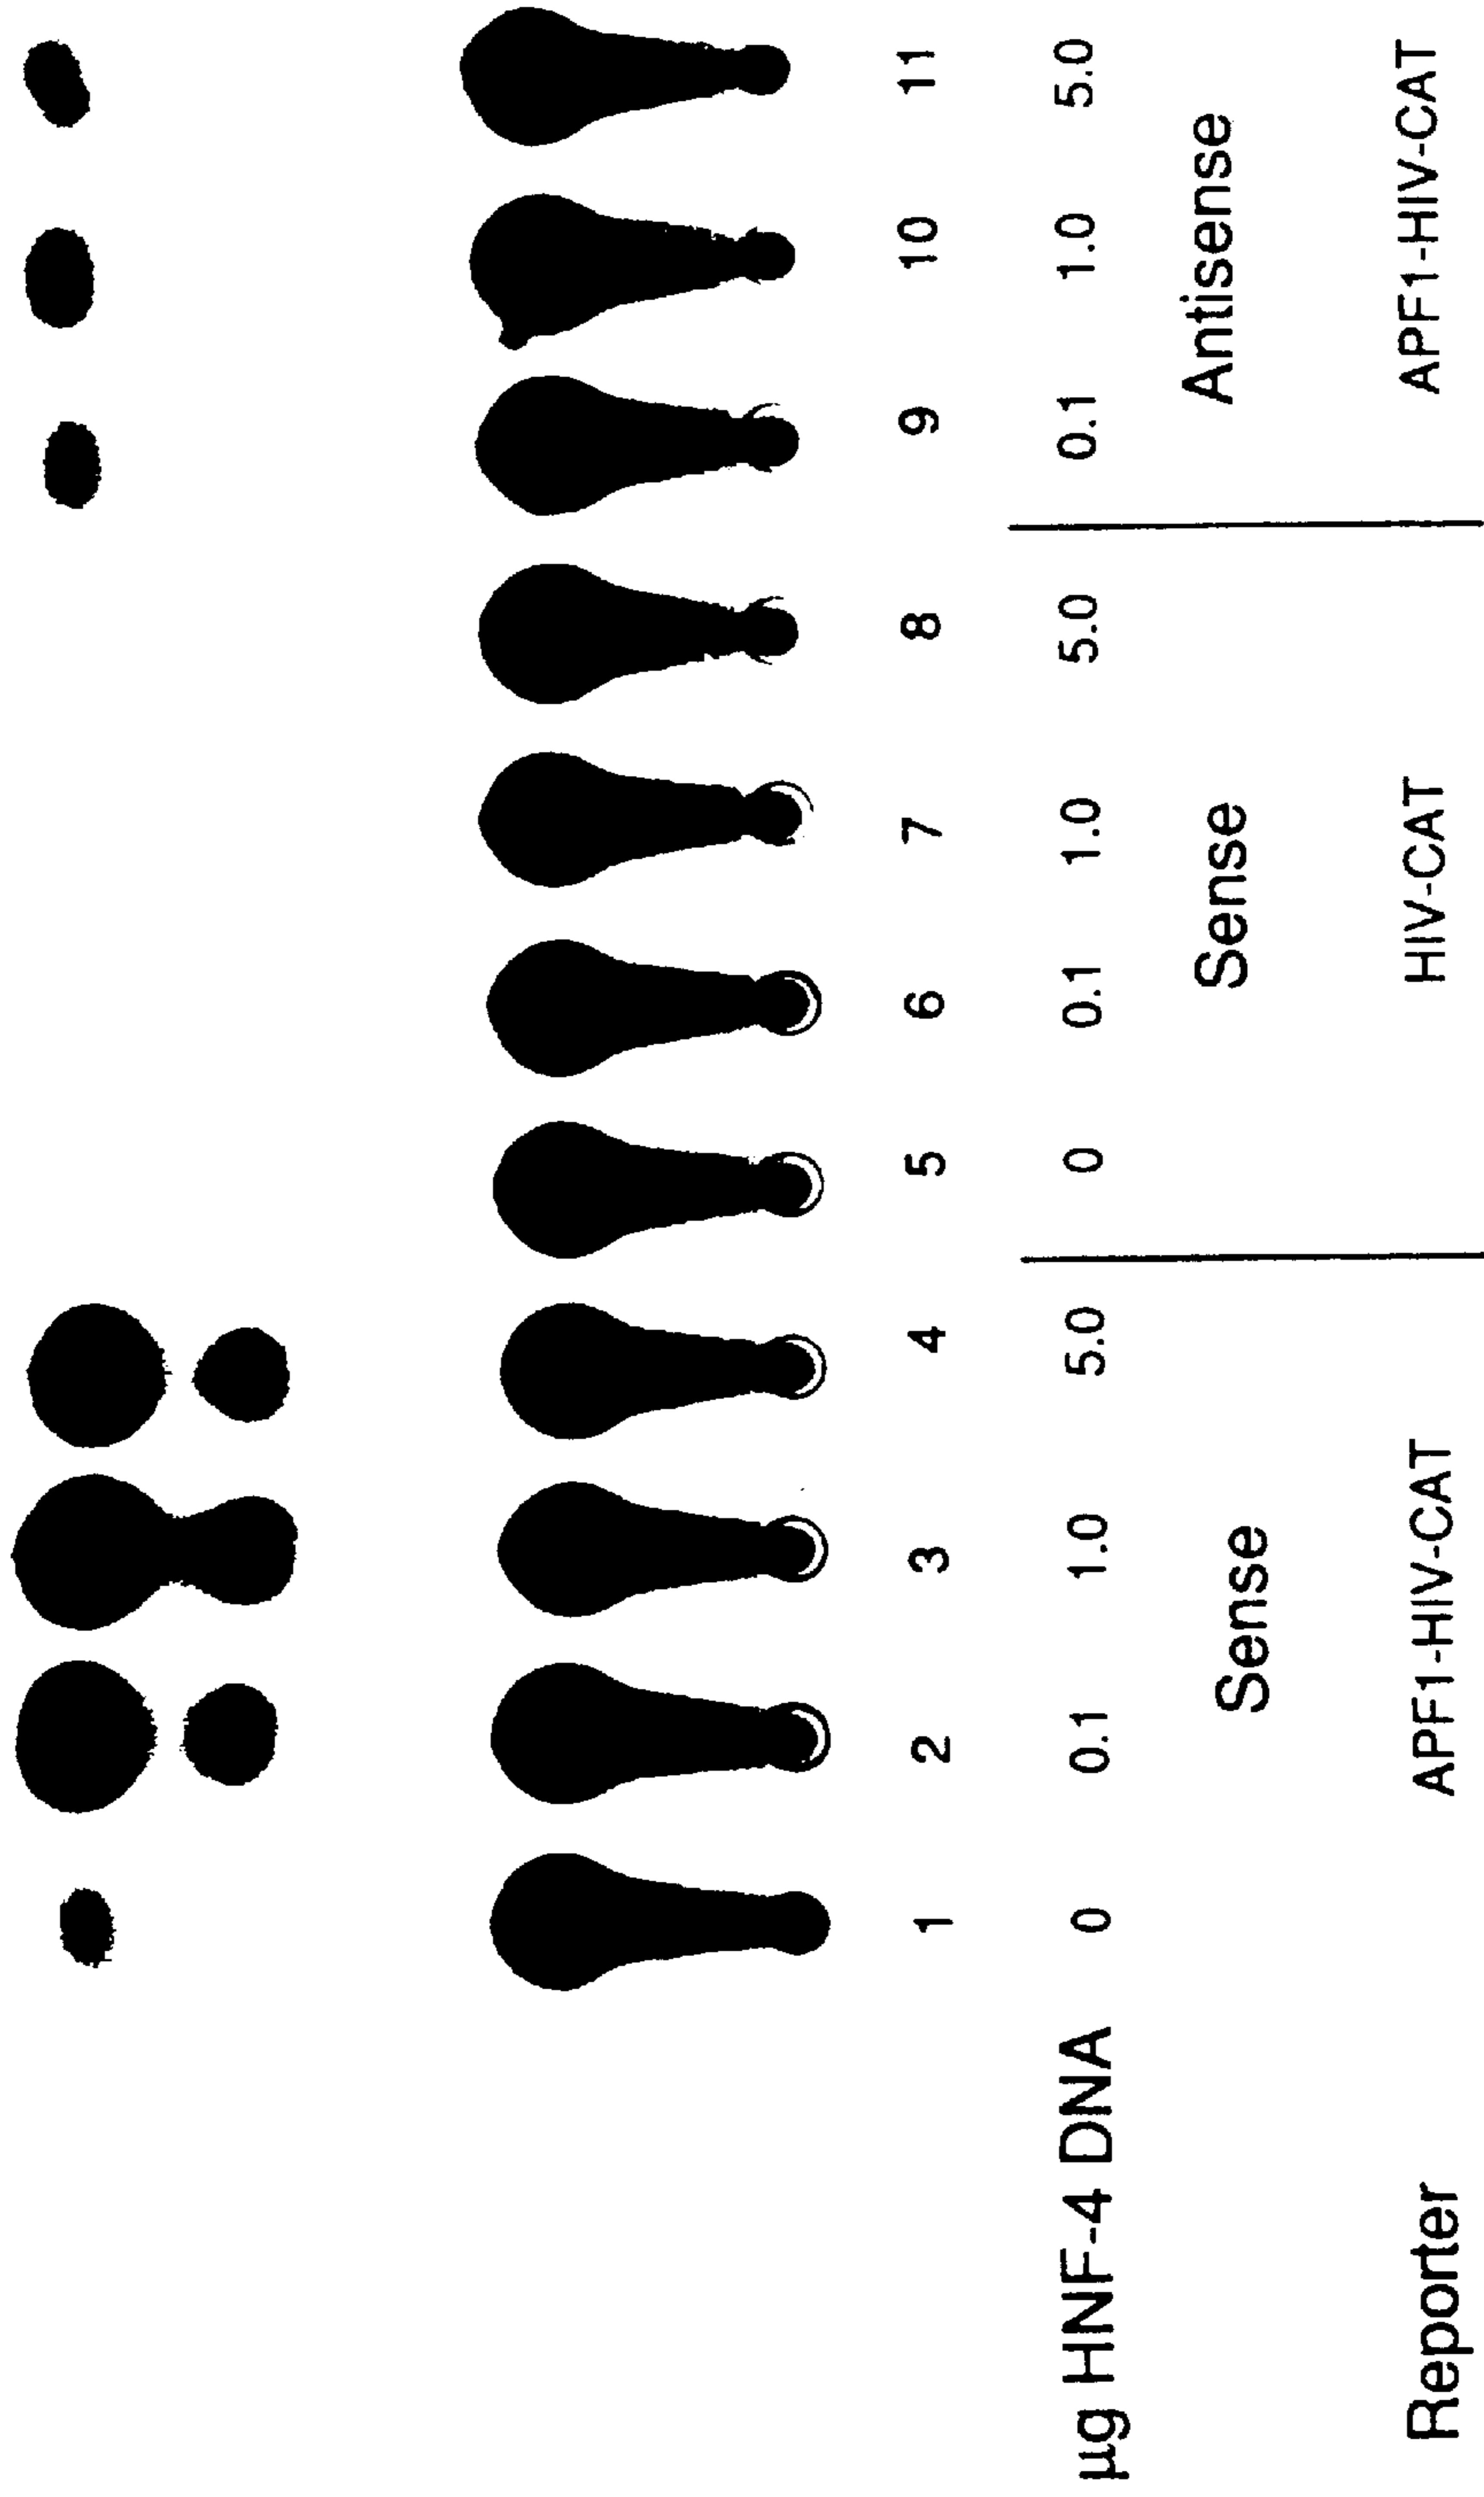 1 2 3 4 5 6 7 8 9 10 11
µg HNF-4 DNA 0 0.1 1.0 5.0 0 0.1 1.0 5.0 0.1 1.0 5.0
Sense Sense Antisense
Reporter APF1-HIV-CAT HIV-CAT APF1-HIV-CAT